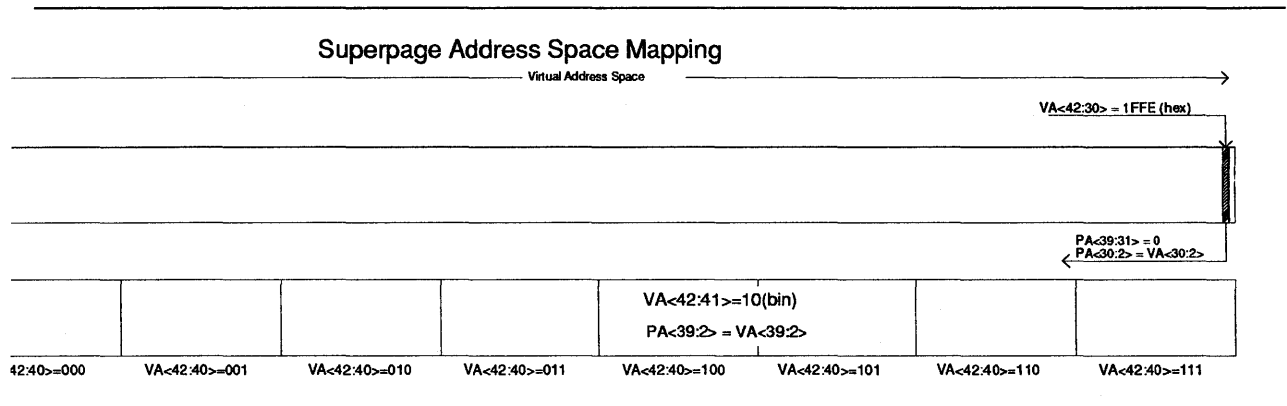 Superpage Address Space Mapping
Virtual Address Space
VA<42:30> = 1FFE (hex)
PA<39:31> = 0
PA<30:2> = VA<30:2>
VA<42:41>=10(bin)
PA<39:2> = VA<39:2>
42:40>=000 VA<42:40>=001 VA<42:40>=010 VA<42:40>=011 VA<42:40>=100 VA<42:40>=101 VA<42:40>=110 VA<42:40>=111